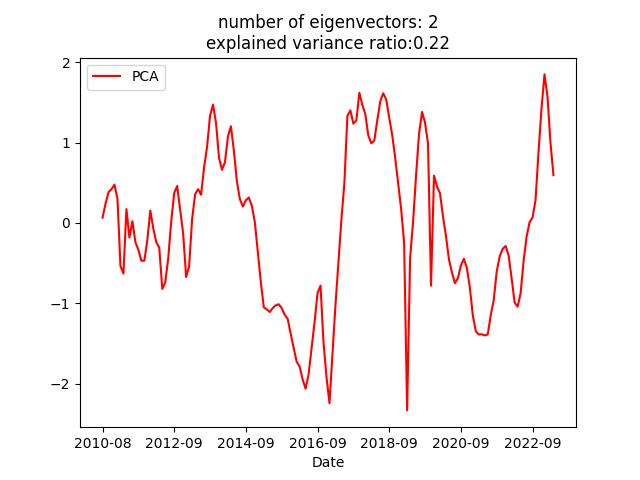 number of eigenvectors: 2
explained variance ratio:0.22
PCA
2
1
0
−1
−2
2010-08 2012-09 2014-09 2016-09 2018-09 2020-09 2022-09
Date